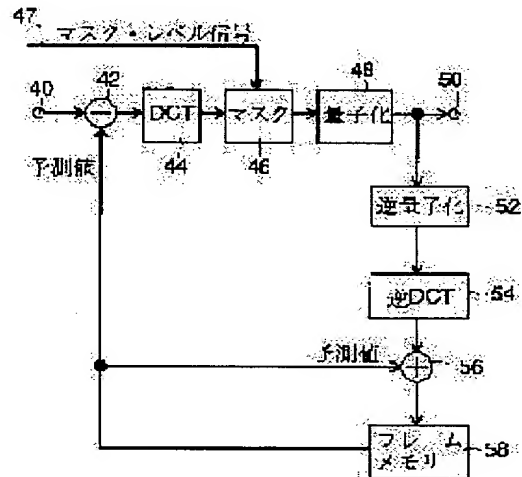 47
マスク・レベル信号
40
42
48
50
DCT
マスク
量子化
44
46
予測値
逆量子化
52
逆DCT
54
予測値
56
フレーム
メモリ
58